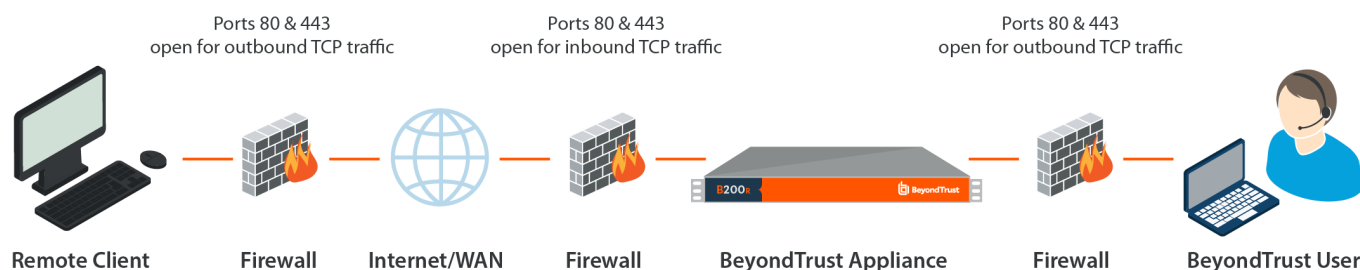 Ports 80 & 443
open for outbound TCP traffic
Ports 80 & 443
open for inbound TCP traffic
Ports 80 & 443
open for outbound TCP traffic
B200R
BeyondTrust
Remote Client
Firewall
Internet/WAN
Firewall
BeyondTrust Appliance
Firewall
BeyondTrust User